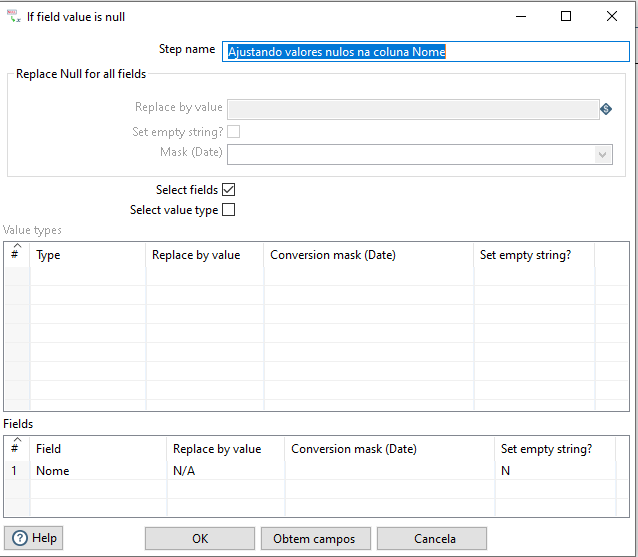 If field value is null
Step name Ajustando valores nulos na coluna Nome
Replace Null for all fields
Replace by value
Set empty string?
Mask (Date)
Select fields
Select value type
Value types
# Type Replace by value Conversion mask (Date) Set empty string?
Fields
# Field Replace by value Conversion mask (Date) Set empty string?
1 Nome N/A N
Help OK Obtem campos Cancela